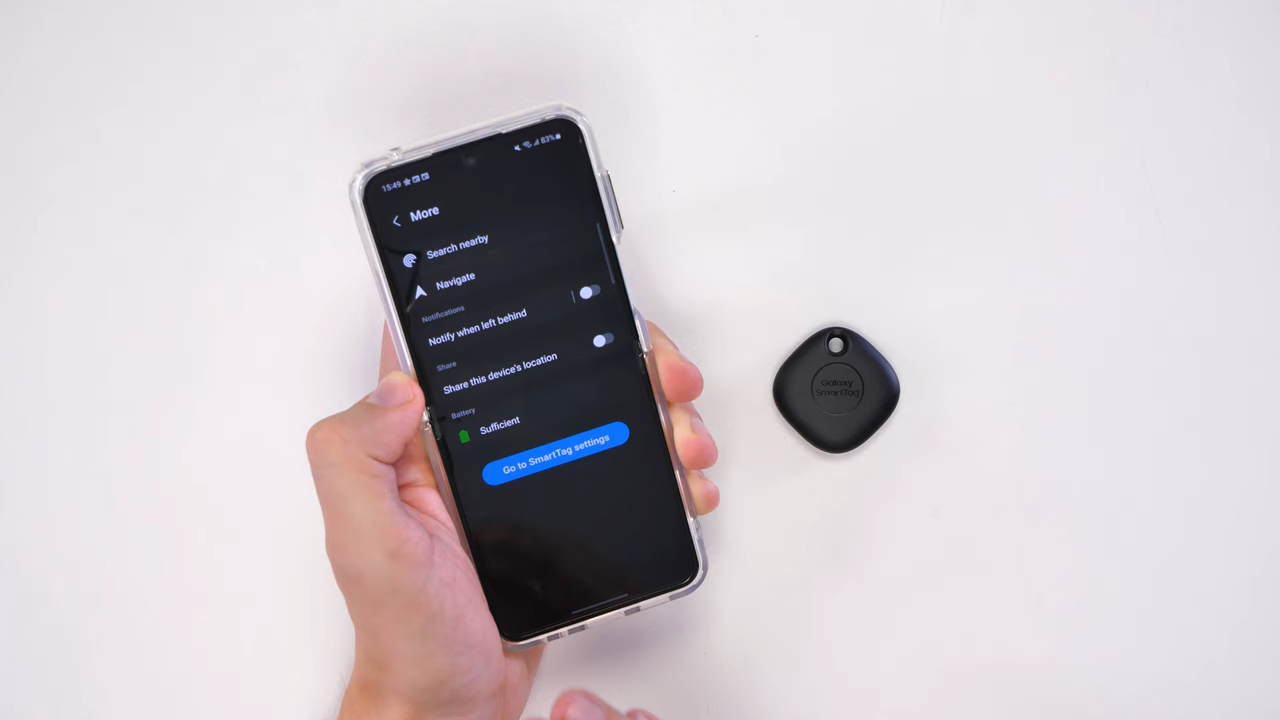 15:49
83%
More
Search nearby
Navigate
Notifications
Notify when left behind
Share
Share this device's location
Battery
Sufficient
Go to SmartTag settings
Galaxy
SmartTag